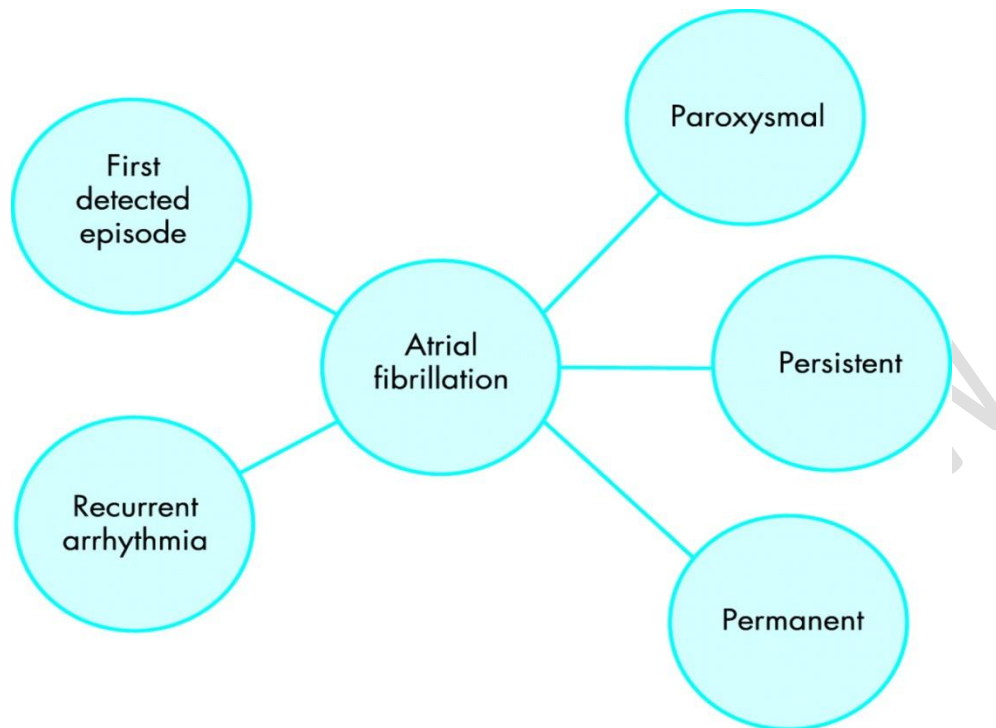 Paroxysmal
First
detected
episode
Atrial
fibrillation
Persistent
Recurrent
arrhythmia
Permanent